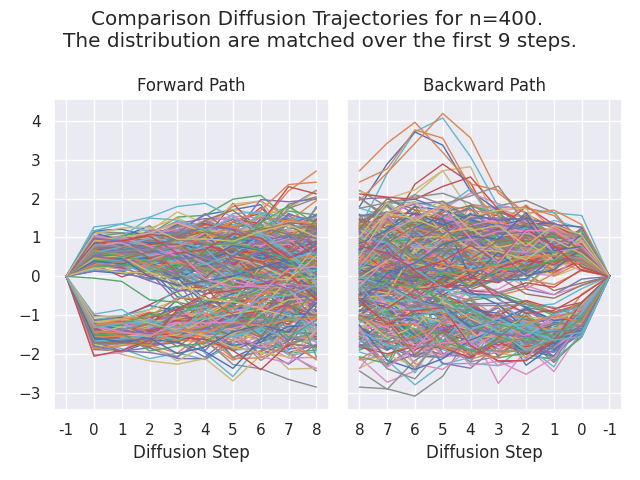 Comparison Diffusion Trajectories for n=400.
The distribution are matched over the first 9 steps.
Forward Path
Backward Path
4
3
2
1
0
−1
−2
−3
-1 0 1 2 3 4 5 6 7 8
8 7 6 5 4 3 2 1 0 -1
Diffusion Step
Diffusion Step